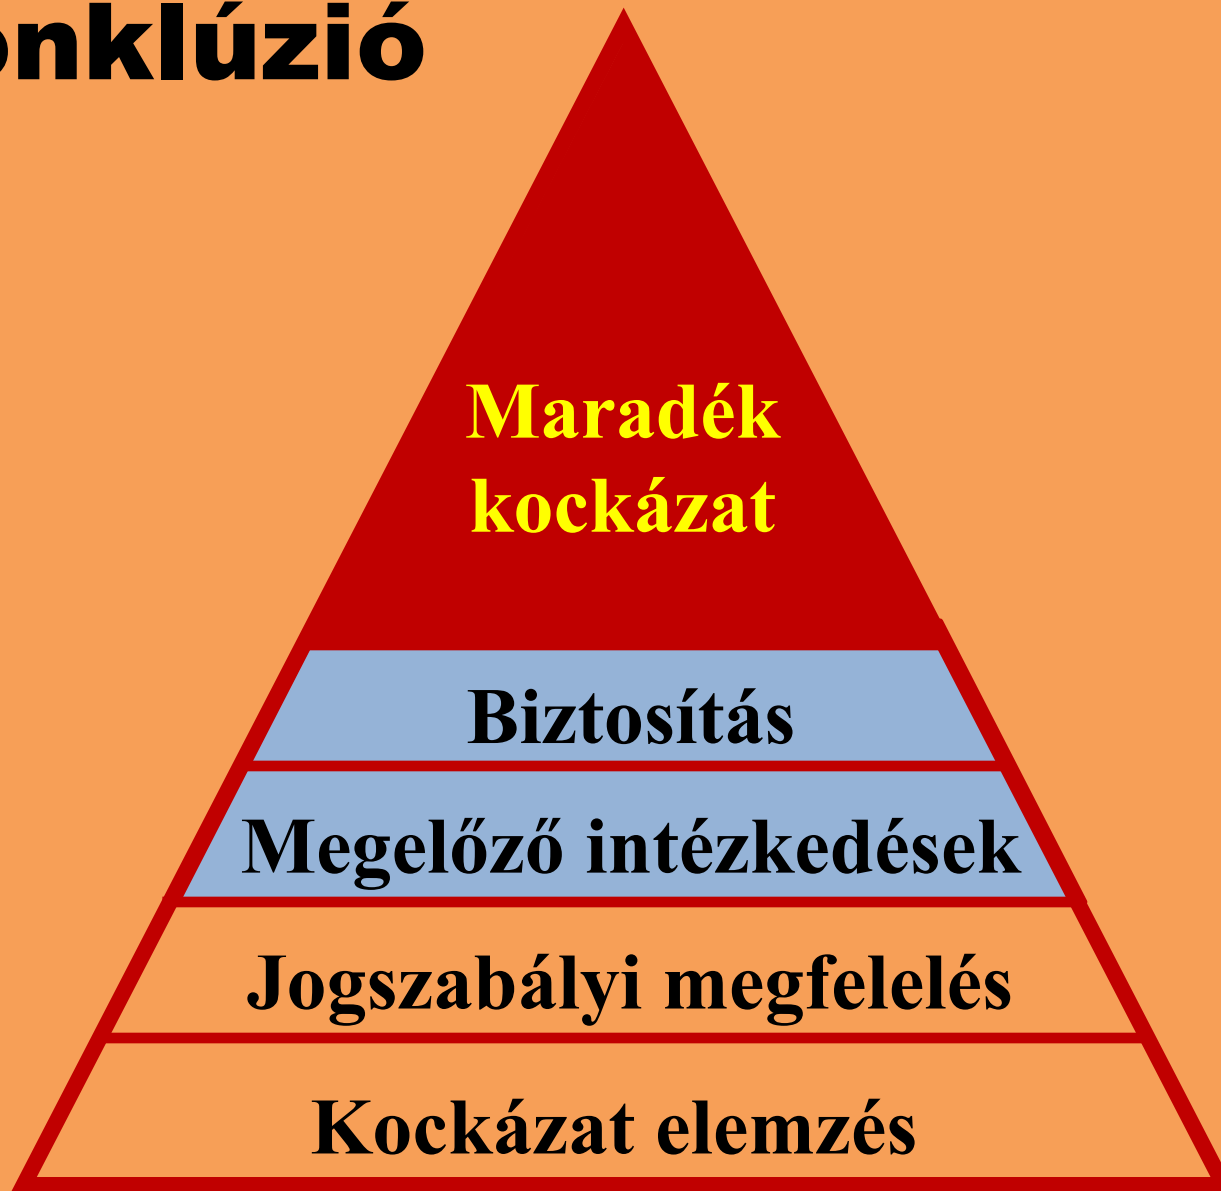 onklúzió
Maradék
kockázat
Biztosítás
Megelőző intézkedések
Jogszabályi megfelelés
Kockázat elemzés